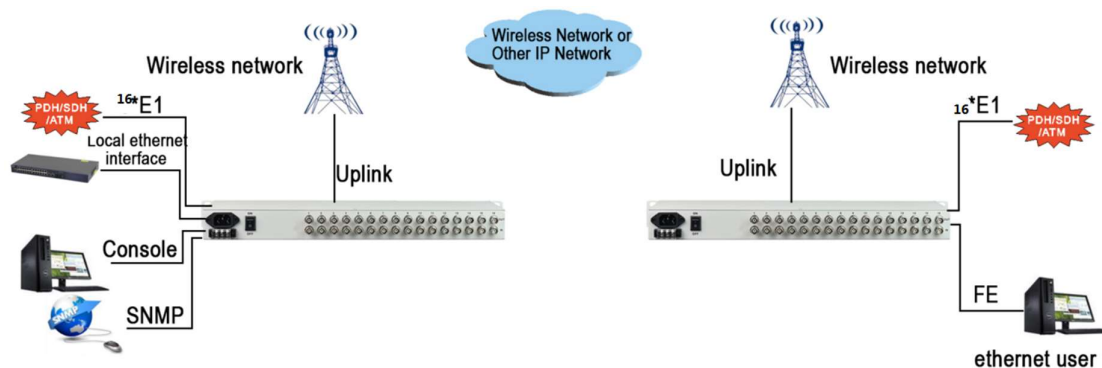 Wireless Network or
Other IP Network
Wireless network
16*E1
PDH/SDH
/ATM
Local ethernet
interface
Uplink
Console
SNMP
SNMP
Wireless network
16*E1
PDH/SDH
/ATM
Uplink
FE
ethernet user